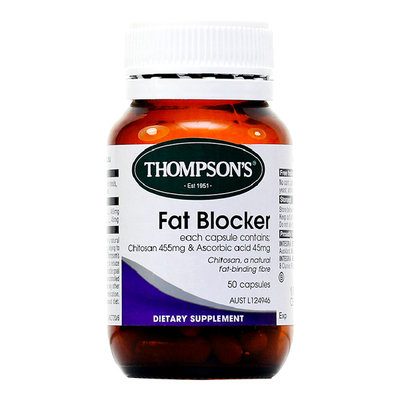 THOMPSON'S®
• Est 1951 •
Fat Blocker
each capsule contains:
Chitosan 455mg & Ascorbic acid 45mg
Chitosan, a natural
fat-binding fibre
50 capsules
AUST L124946
DIETARY SUPPLEMENT
Exp